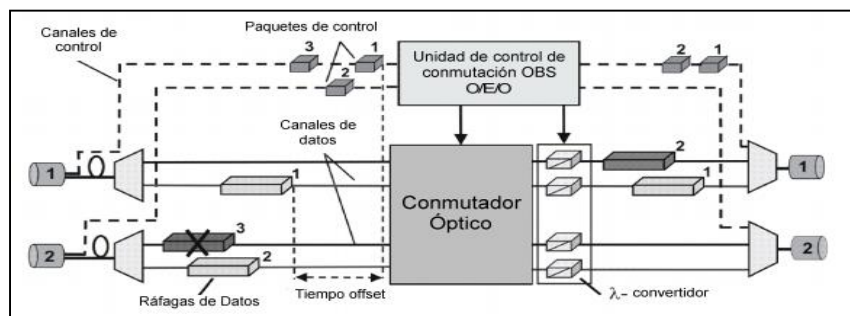 Canales de
control
Paquetes de control
3
1
2
Unidad de control de
conmutación OBS
O/E/O
2
1
Canales de
datos
1
1
2
1
1
Conmutador
Óptico
2
3
2
2
Ráfagas de Datos
Tiempo offset
λ- convertidor